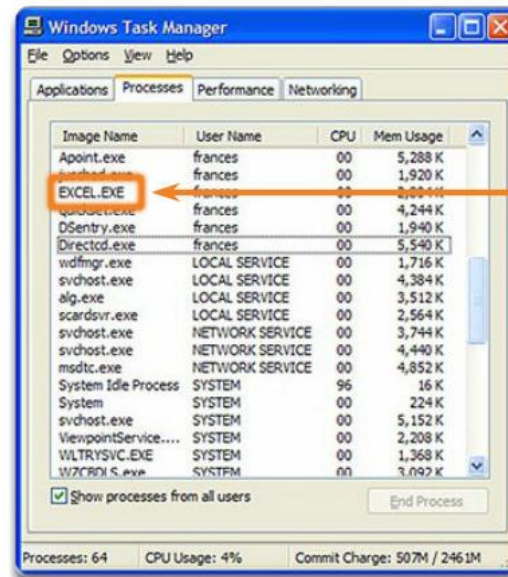 Windows Task Manager
File Options View Help
Applications Processes Performance Networking
Image Name User Name CPU Mem Usage
Apoint.exe frances 00 5,288 K
frances 00 1,920 K
EXCEL.EXE 00
quickset.exe frances 00 4,244 K
DSentry.exe frances 00 1,940 K
Directcd.exe frances 00 5,540 K
wdfmgr.exe LOCAL SERVICE 00 1,716 K
svchost.exe LOCAL SERVICE 00 4,384 K
alg.exe LOCAL SERVICE 00 3,512 K
scardsvr.exe LOCAL SERVICE 00 2,564 K
svchost.exe NETWORK SERVICE 00 3,744 K
svchost.exe NETWORK SERVICE 00 4,440 K
msdtc.exe NETWORK SERVICE 00 4,852 K
System Idle Process SYSTEM 96 16 K
System SYSTEM 00 224 K
svchost.exe SYSTEM 00 5,152 K
ViewpointService.... SYSTEM 00 2,208 K
WLTRYSVC.EXE SYSTEM 00 1,368 K
WZCBDLS.exe SYSTEM 00 3,092 K
Show processes from all users
End Process
Processes: 64 CPU Usage: 4% Commit Charge: 507M / 2461M